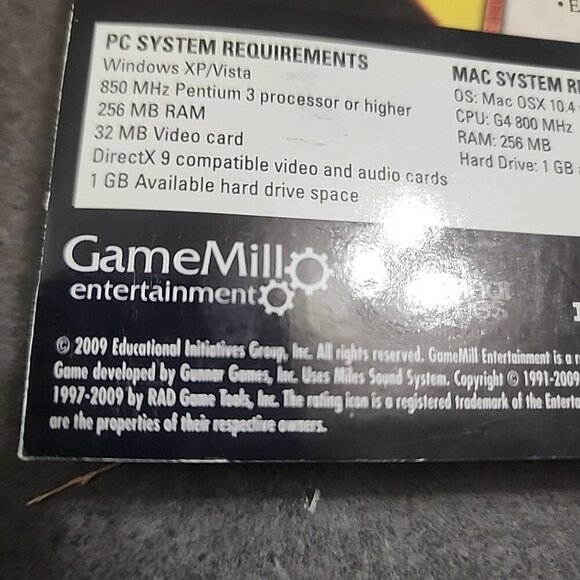 • E
PC SYSTEM REQUIREMENTS
Windows XP/Vista
850 MHz Pentium 3 processor or higher
256 MB RAM
32 MB Video card
DirectX 9 compatible video and audio cards
1 GB Available hard drive space
MAC SYSTEM R
OS: Mac OSX 10.4
CPU: G4 800 MHz
RAM: 256 MB
Hard Drive: 1 GB
GameMill
entertainment
© 2009 Educational Initiatives Group, Inc. All rights reserved. GameMill Entertainment is a
Game developed by Gunnar Games, Inc. Uses Miles Sound System. Copyright © 1991-2009
1997-2009 by RAD Game Tools, Inc. The rating icon is a registered trademark of the Enterta
are the properties of their respective owners.